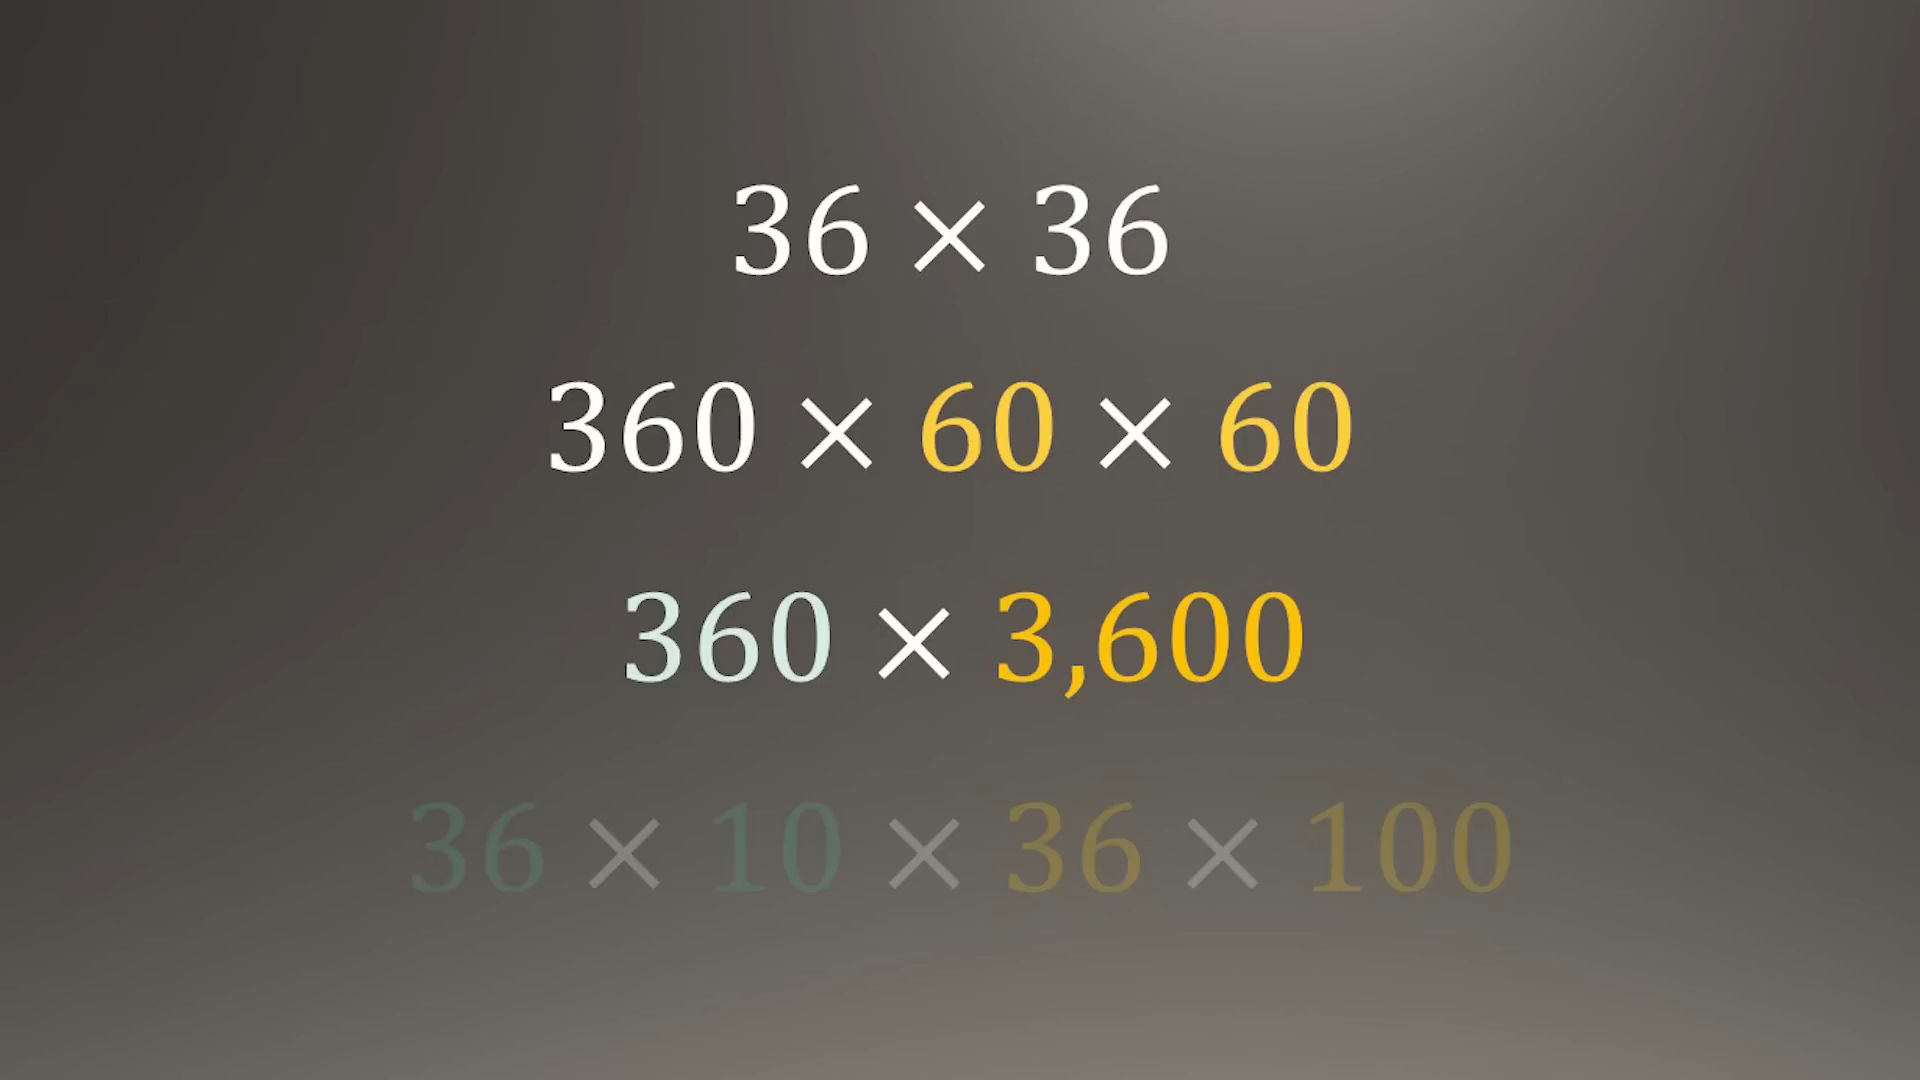 36 × 36
360 × 60 × 60
360 × 3,600
36 × 10 × 36 × 100